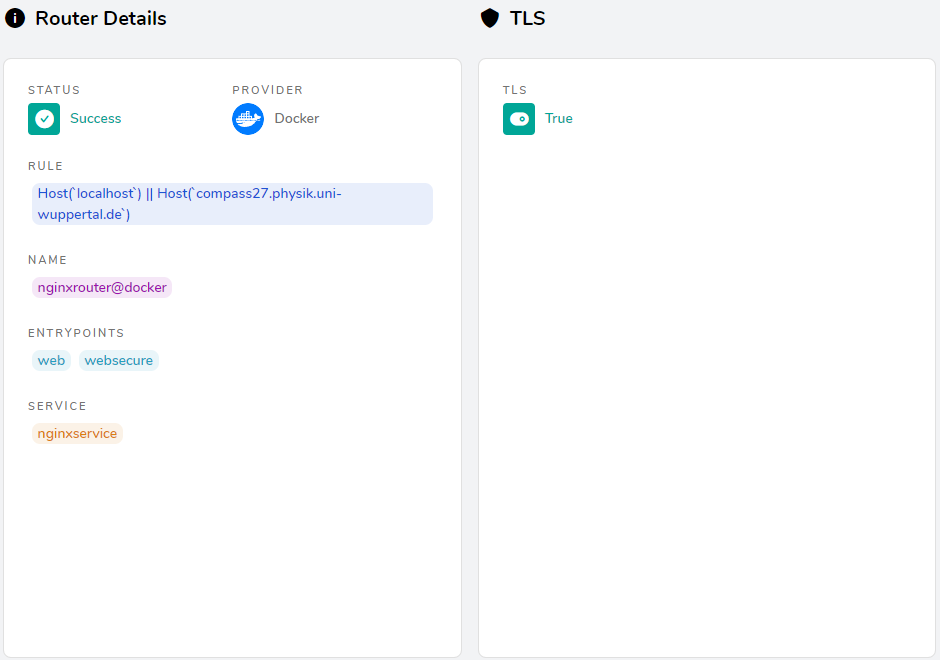 Router Details
TLS
STATUS
PROVIDER
Success
Docker
RULE
Host(`localhost`) || Host(`compass27.physik.uni-
wuppertal.de`)
NAME
nginxrouter@docker
ENTRYPOINTS
web websecure
SERVICE
nginxservice
TLS
True